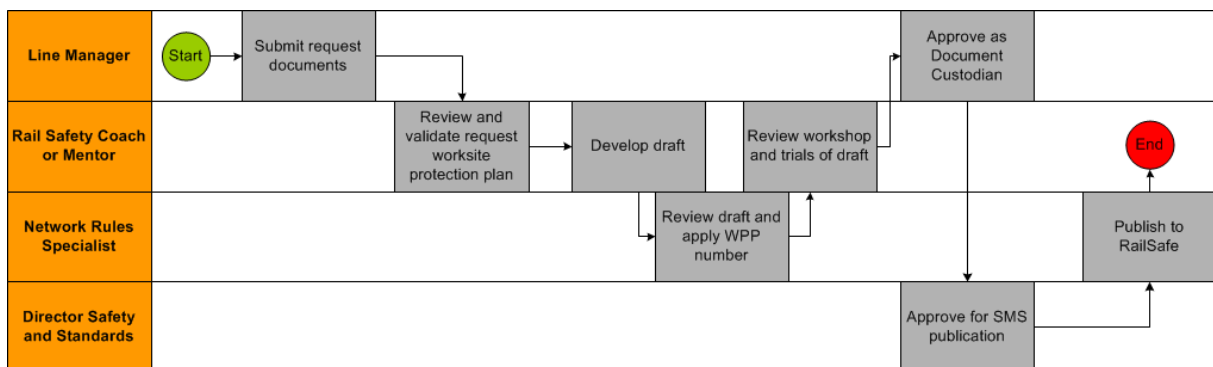 Line Manager
Start
Submit request
documents
Approve as
Document
Custodian
Rail Safety Coach
or Mentor
Review and
validate request
worksite
protection plan
Develop draft
Review workshop
and trials of draft
End
Network Rules
Specialist
Review draft and
apply WPP
number
Publish to
RailSafe
Director Safety
and Standards
Approve for SMS
publication